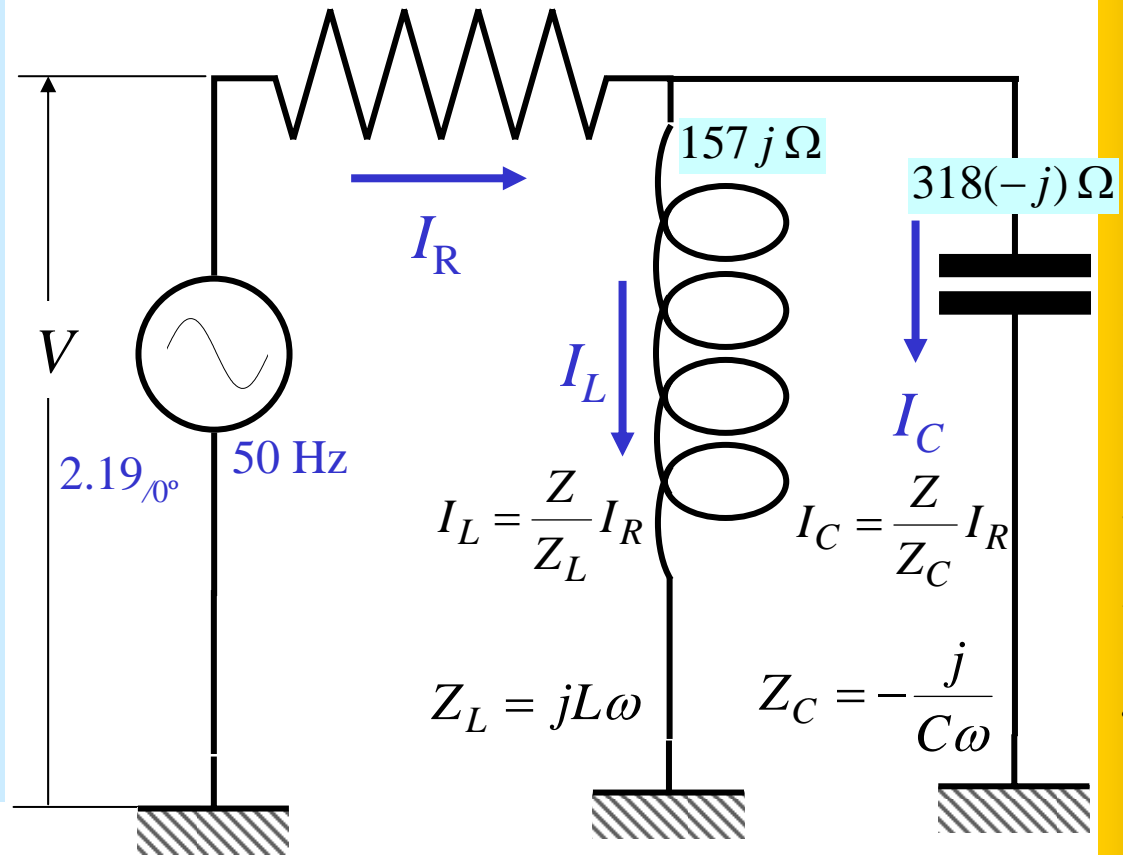 157 j Ω
318(– j) Ω
I_R
V
I_L
I_C
2.19/0°
50 Hz
I_L = Z/Z_L I_R
I_C = Z/Z_C I_R
Z_L = jLω
Z_C = – j/Cω